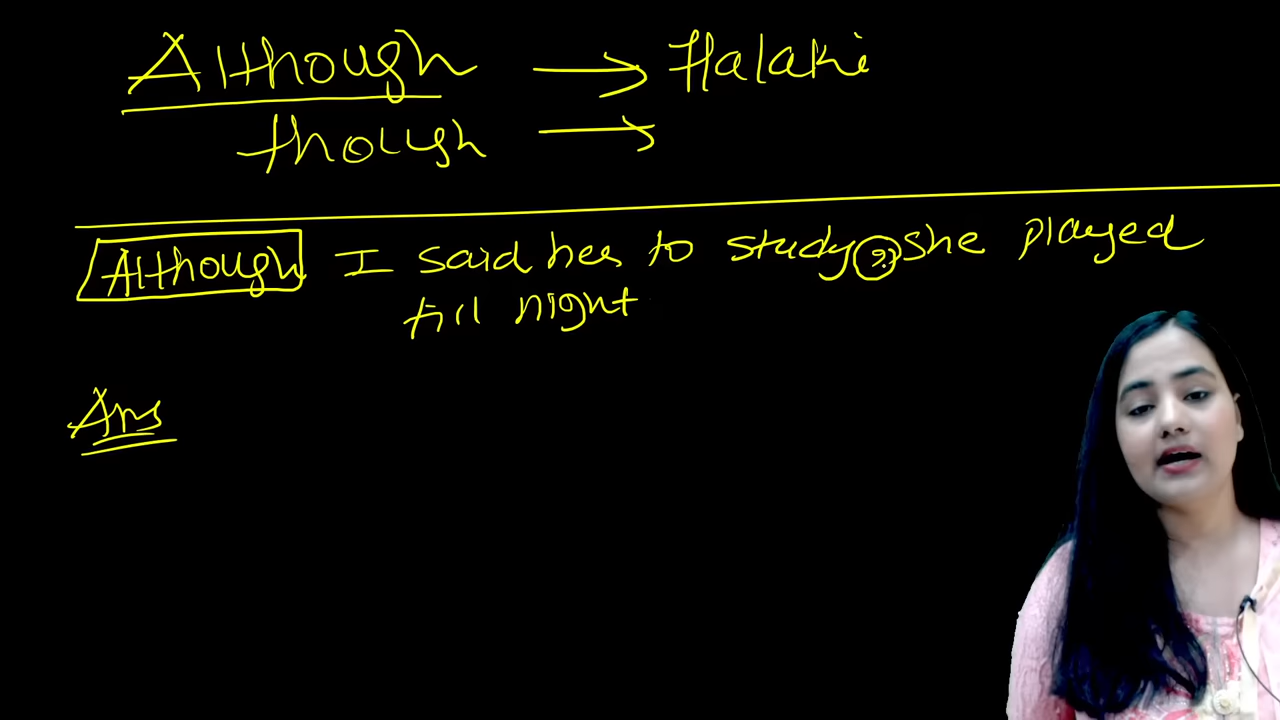 Although → Halaki
though →
Although I said her to study ?? she played
till night
Ans